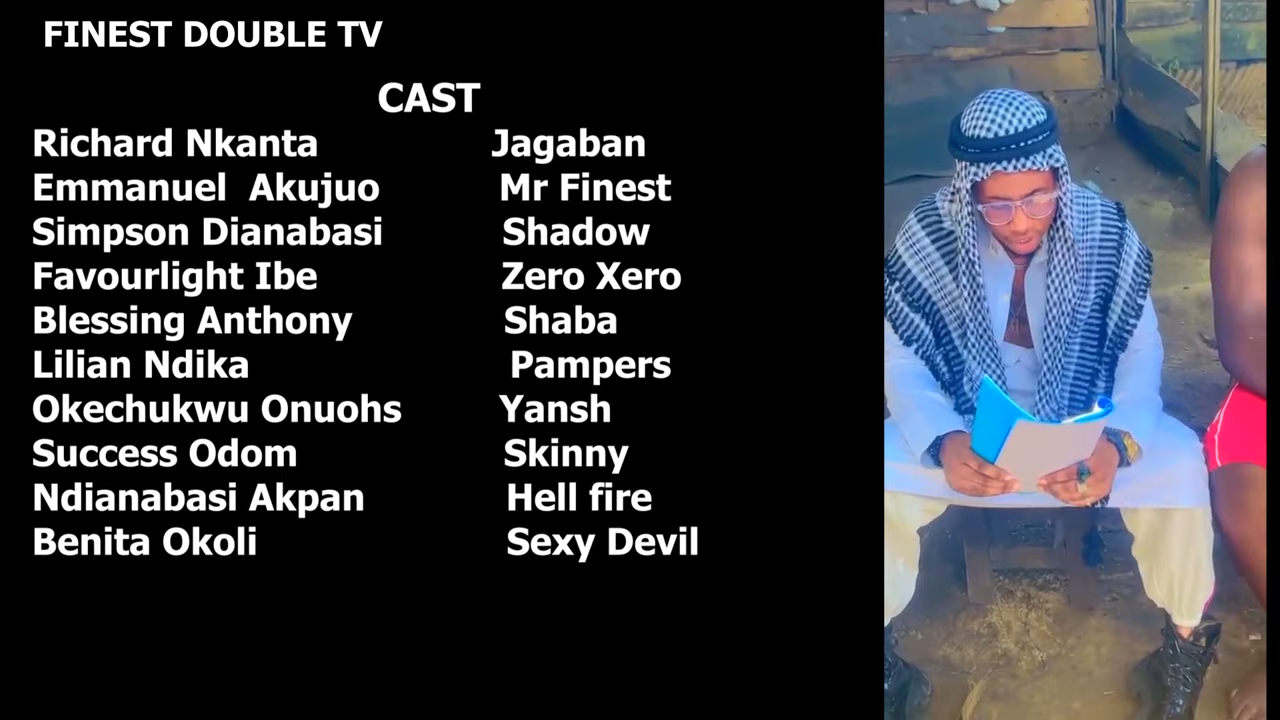 FINEST DOUBLE TV
CAST
Richard Nkanta Jagaban
Emmanuel Akujuo Mr Finest
Simpson Dianabasi Shadow
Favourlight Ibe Zero Xero
Blessing Anthony Shaba
Lilian Ndika Pampers
Okechukwu Onuohs Yansh
Success Odom Skinny
Ndianabasi Akpan Hell fire
Benita Okoli Sexy Devil